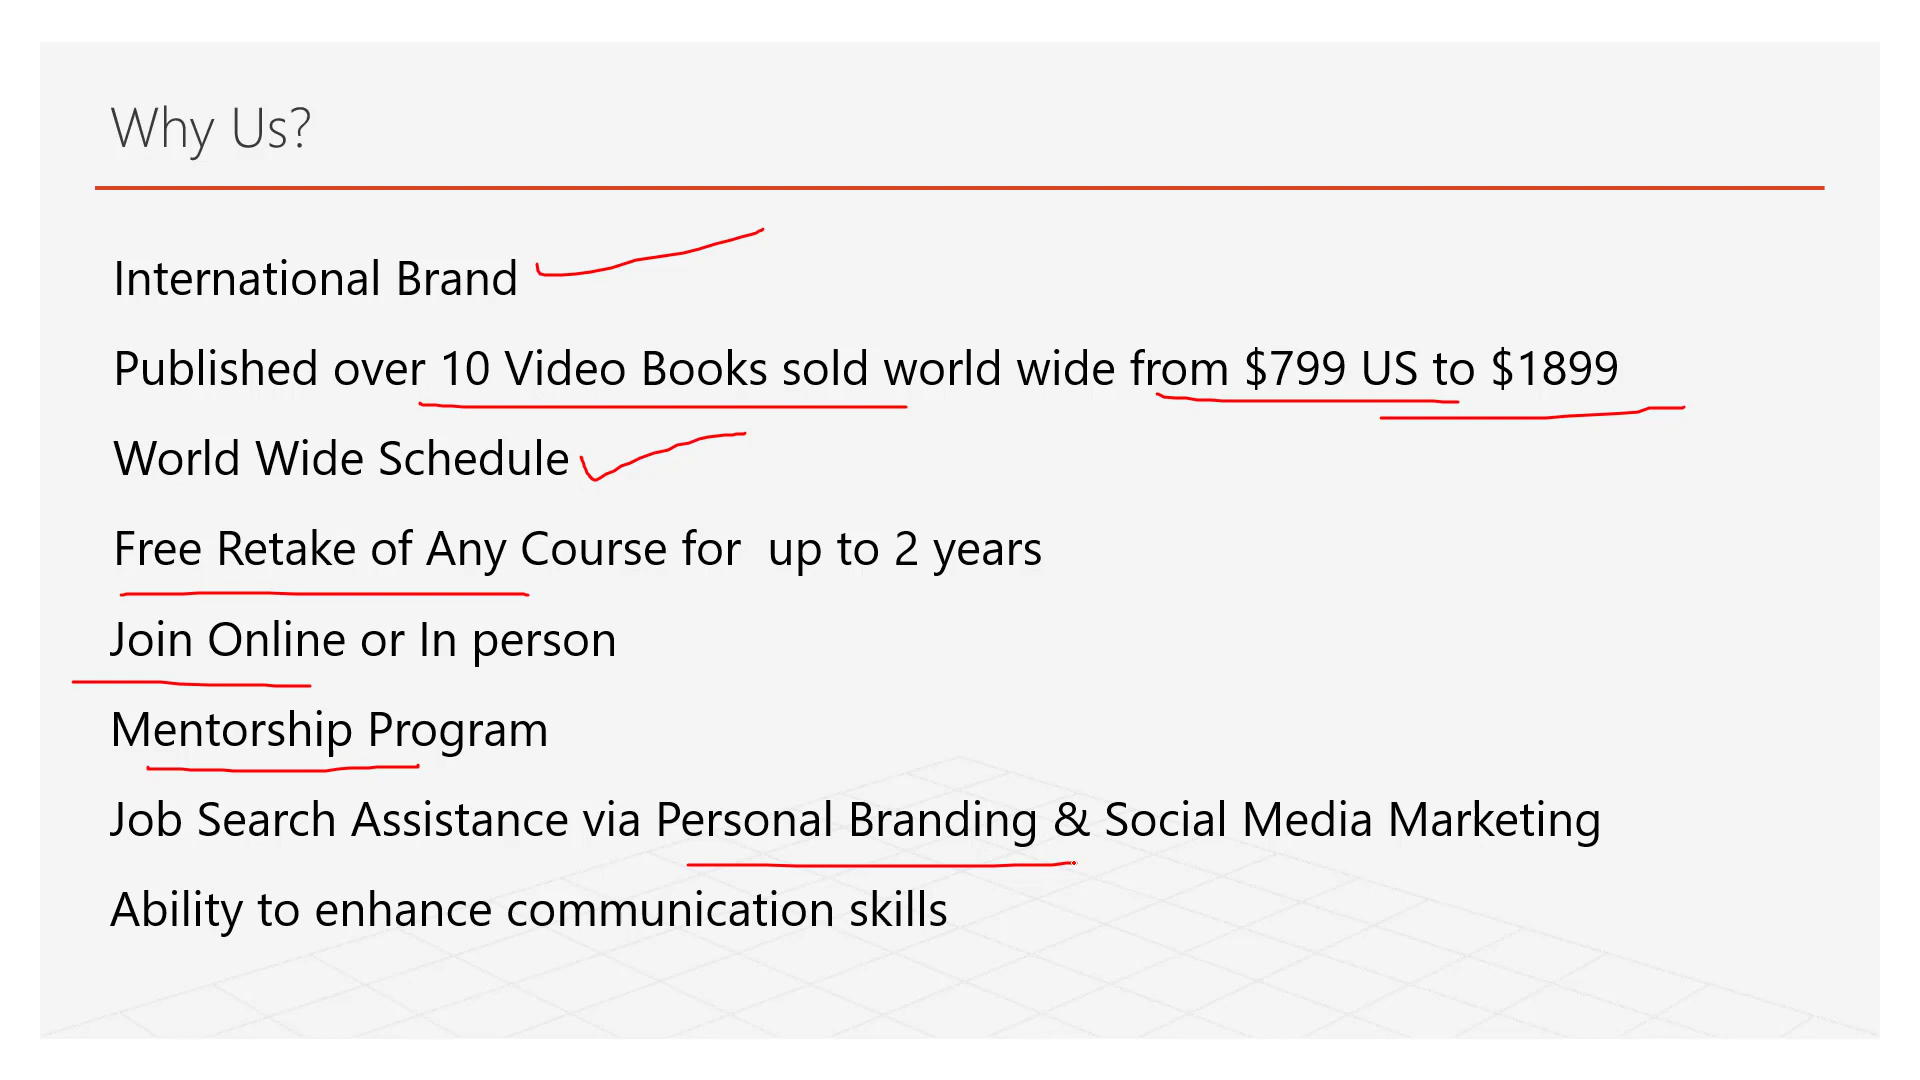 Why Us?
International Brand
Published over 10 Video Books sold world wide from $799 US to $1899
World Wide Schedule
Free Retake of Any Course for  up to 2 years
Join Online or In person
Mentorship Program
Job Search Assistance via Personal Branding & Social Media Marketing
Ability to enhance communication skills